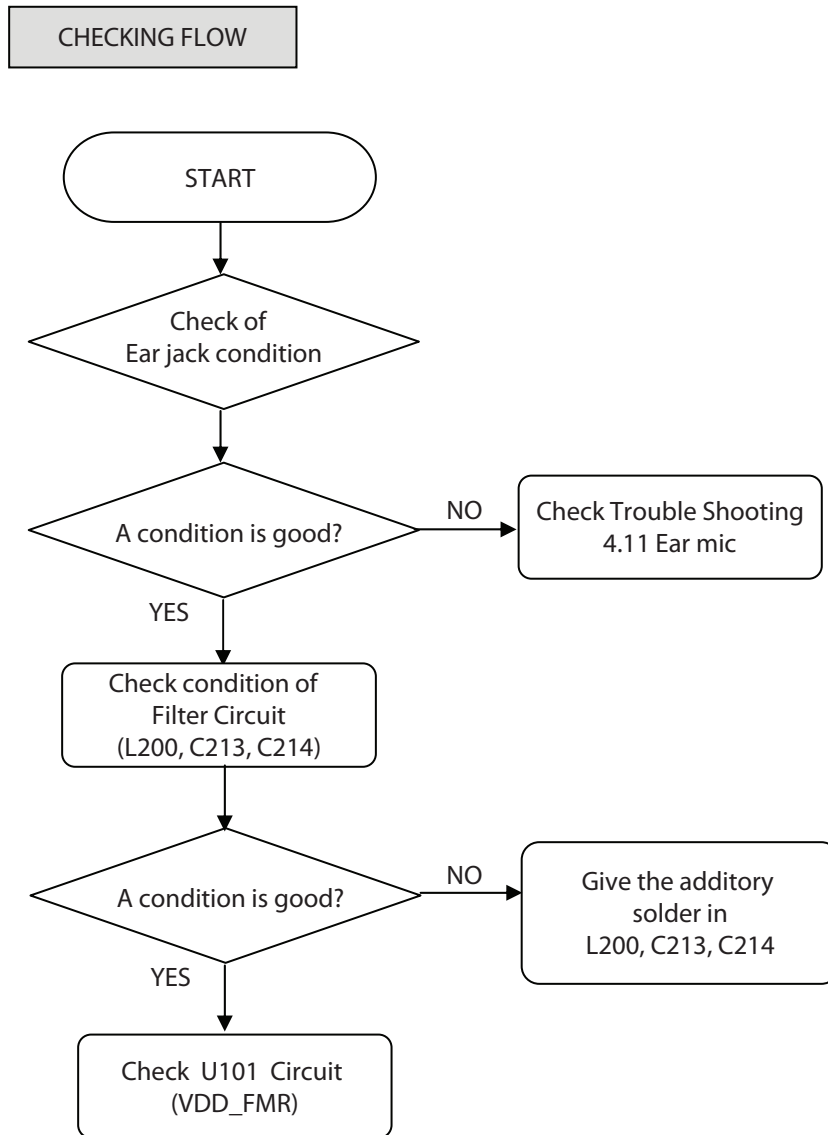 CHECKING FLOW
START
Check of
Ear jack condition
A condition is good?
NO
Check Trouble Shooting
4.11 Ear mic
YES
Check condition of
Filter Circuit
(L200, C213, C214)
A condition is good?
NO
Give the additory
solder in
L200, C213, C214
YES
Check U101 Circuit
(VDD_FMR)